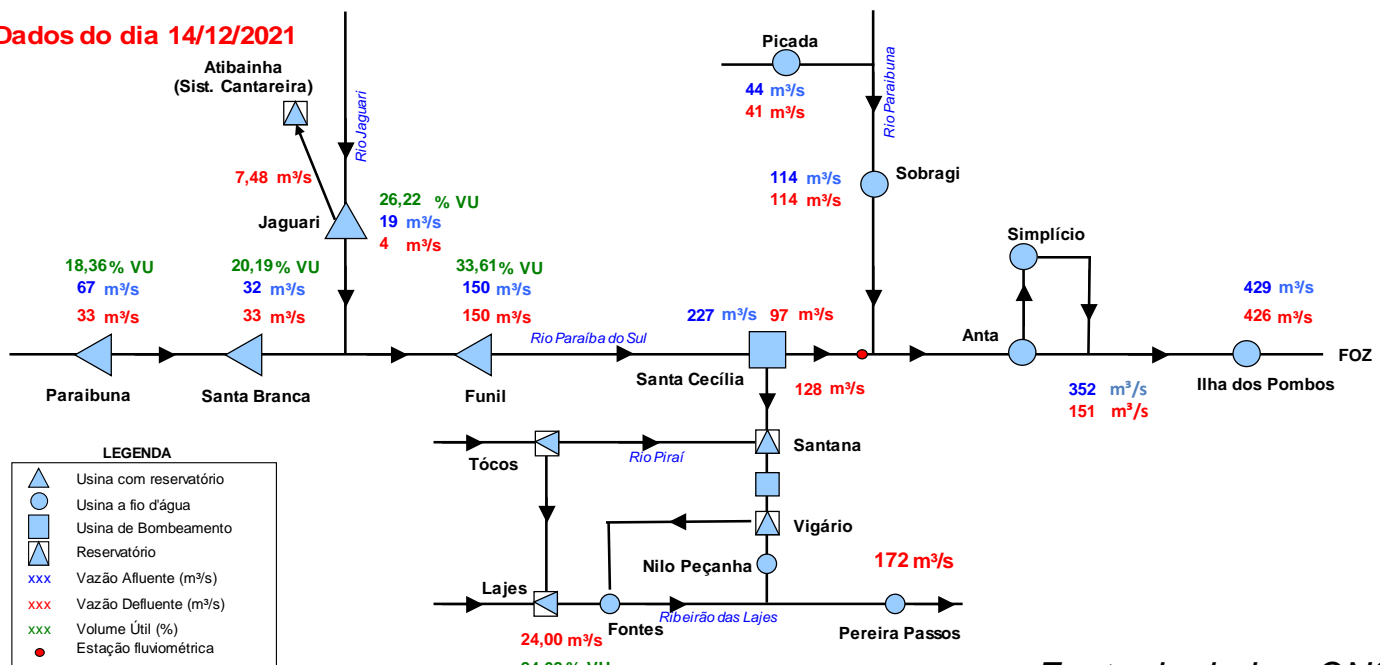 Dados do dia 14/12/2021
Atibainha
(Sist. Cantareira)
Rio Jaguari
7,48 m³/s
Jaguari
26,22 % VU
19 m³/s
4 m³/s
Picada
44 m³/s
41 m³/s
Rio Paraibuna
114 m³/s
114 m³/s
Sobragi
18,36 % VU
67 m³/s
33 m³/s
Paraibuna
20,19 % VU
32 m³/s
33 m³/s
Santa Branca
33,61 % VU
150 m³/s
150 m³/s
Funil
Rio Paraíba do Sul
227 m³/s 97 m³/s
Santa Cecília
128 m³/s
Simplício
Anta
352 m³/s
151 m³/s
429 m³/s
426 m³/s
Ilha dos Pombos
FOZ
Tócos
Rio Piraí
Santana
Vigário
Nilo Peçanha
172 m³/s
Lajes
Fontes
Ribeirão das Lajes
Pereira Passos
24,00 m³/s
LEGENDA
Usina com reservatório
Usina a fio d'água
Usina de Bombeamento
Reservatório
xxx Vazão Afluente (m³/s)
xxx Vazão Defluente (m³/s)
xxx Volume Útil (%)
Estação fluviométrica